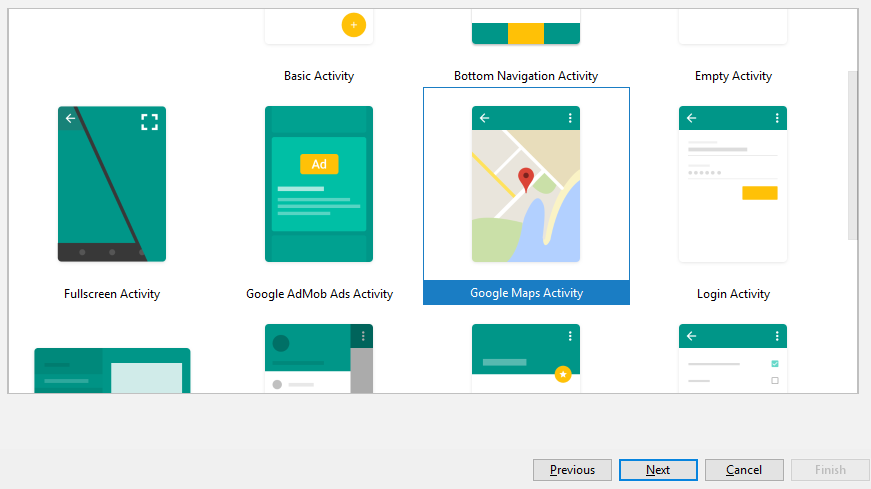 Basic Activity
Bottom Navigation Activity
Empty Activity
Ad
Fullscreen Activity
Google AdMob Ads Activity
Google Maps Activity
Login Activity
Previous
Next
Cancel
Finish